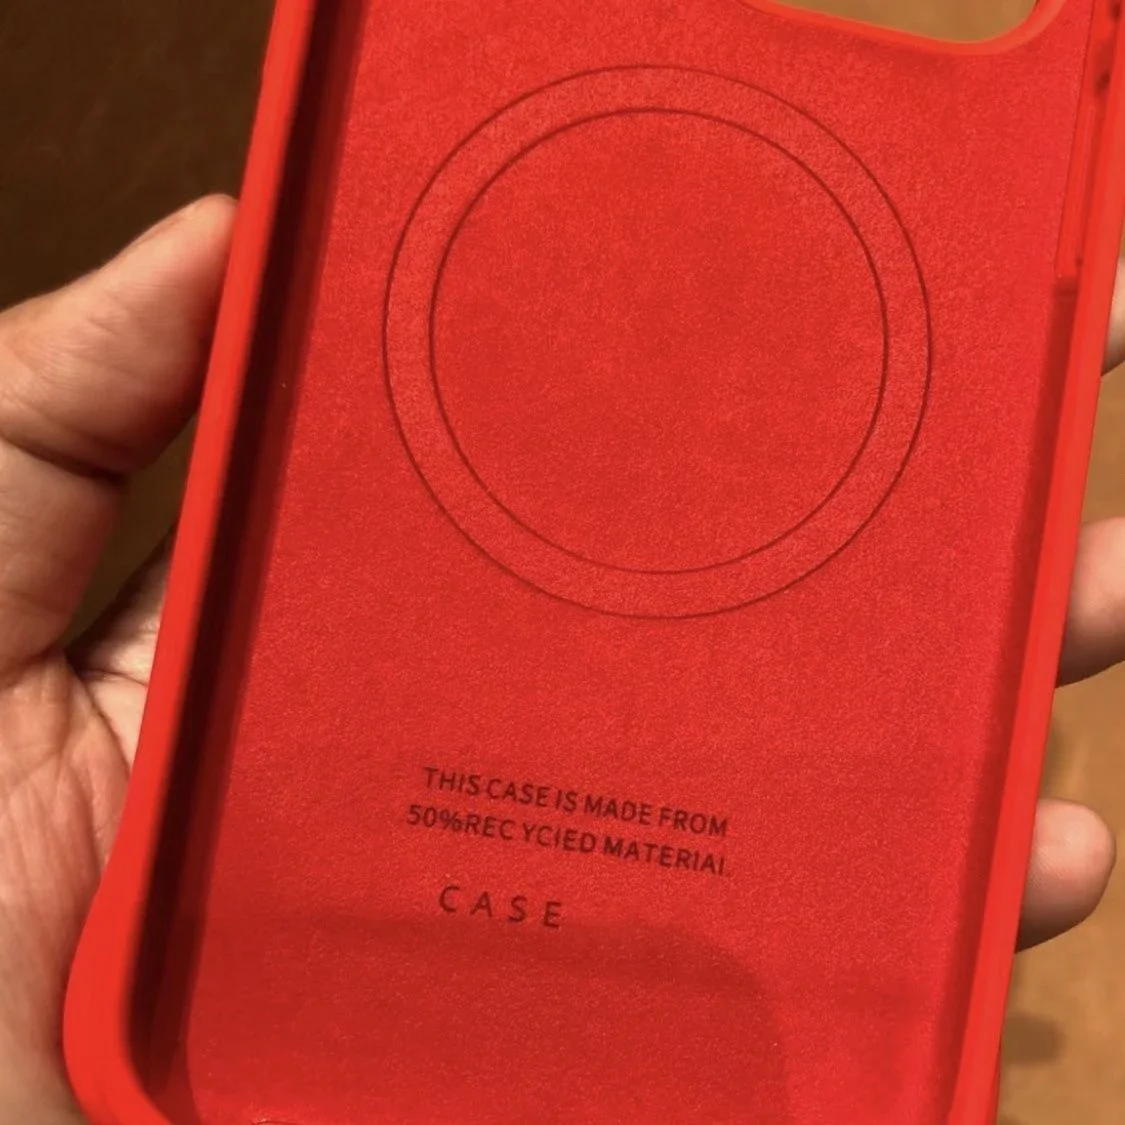 THIS CASE IS MADE FROM
50%REC YCIED MATERIAL
CASE